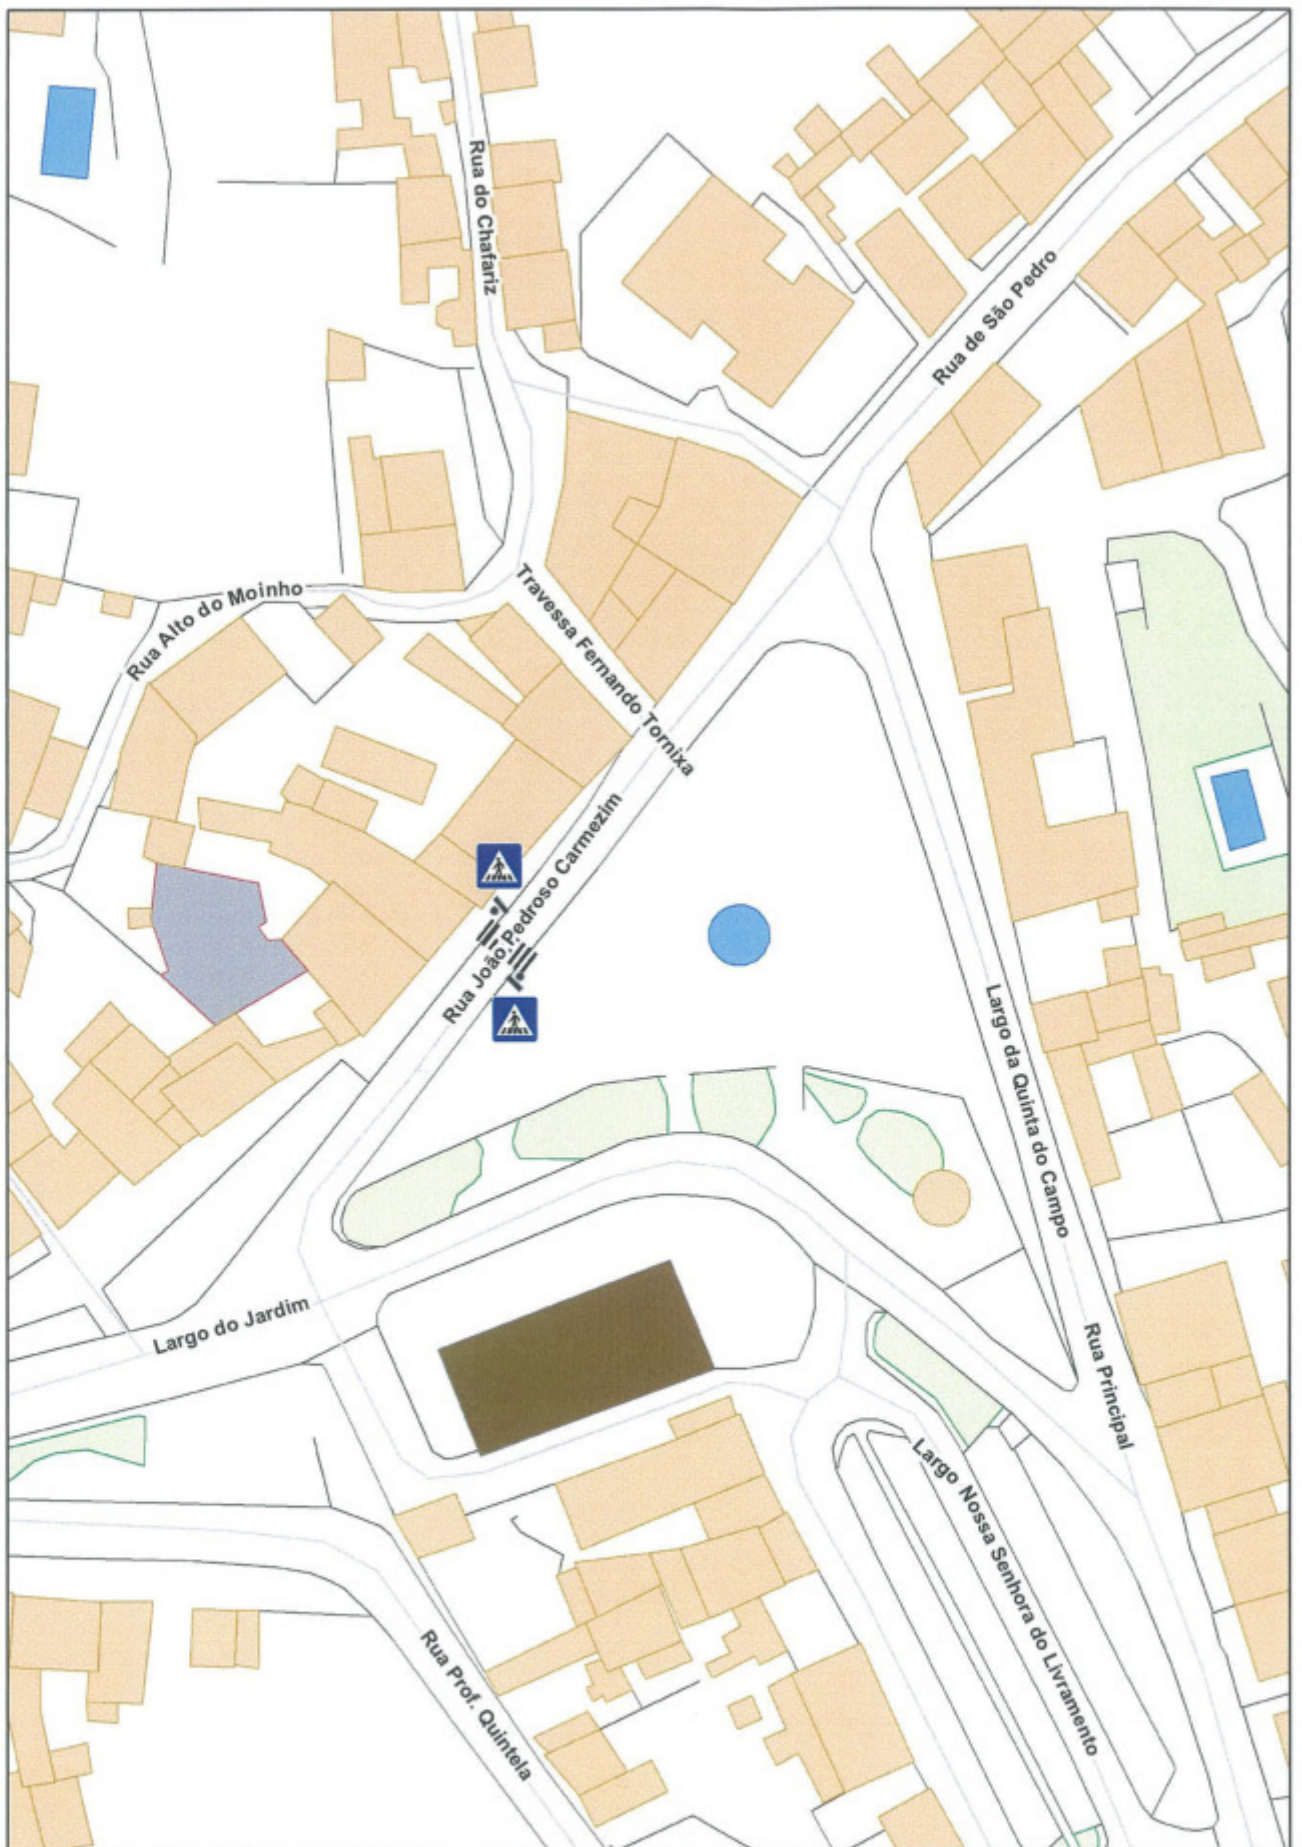 Rua do Chafariz
Rua de São Pedro
Travessa Fernando Tornixa
Rua Alto do Moinho
Rua João Pedroso Carmezim
Largo da Quinta do Campo
Largo do Jardim
Rua Principal
Largo Nossa Senhora do Livramento
Rua Prof. Quintela